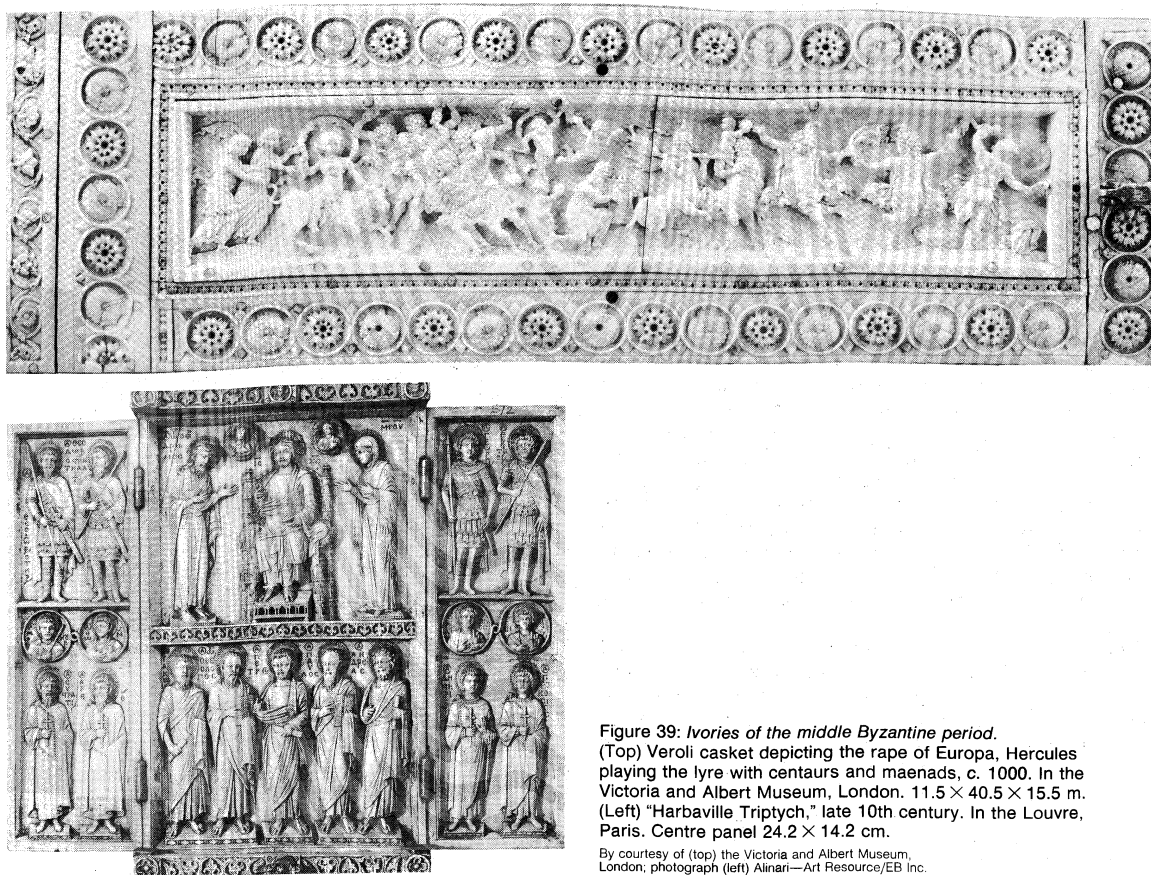 Figure 39: Ivories of the middle Byzantine period.
(Top) Veroli casket depicting the rape of Europa, Hercules
playing the lyre with centaurs and maenads, c. 1000. In the
Victoria and Albert Museum, London. 11.5 × 40.5 × 15.5 m.
(Left) “Harbaville Triptych,” late 10th century. In the Louvre,
Paris. Centre panel 24.2 × 14.2 cm.
By courtesy of (top) the Victoria and Albert Museum,
London; photograph (left) Alinari—Art Resource/EB Inc.